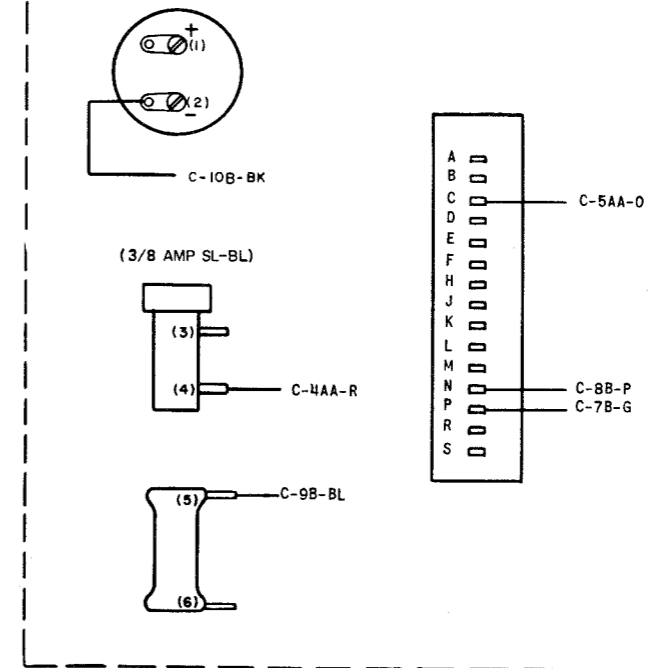 +
(1)
(2)
-
C-10B-BK
(3/8 AMP SL-BL)
(3)
(4)
C-4AA-R
(5)
C-9B-BL
(6)
A
B
C
C-5AA-O
D
E
F
H
J
K
L
M
N
C-8B-P
P
C-7B-G
R
S